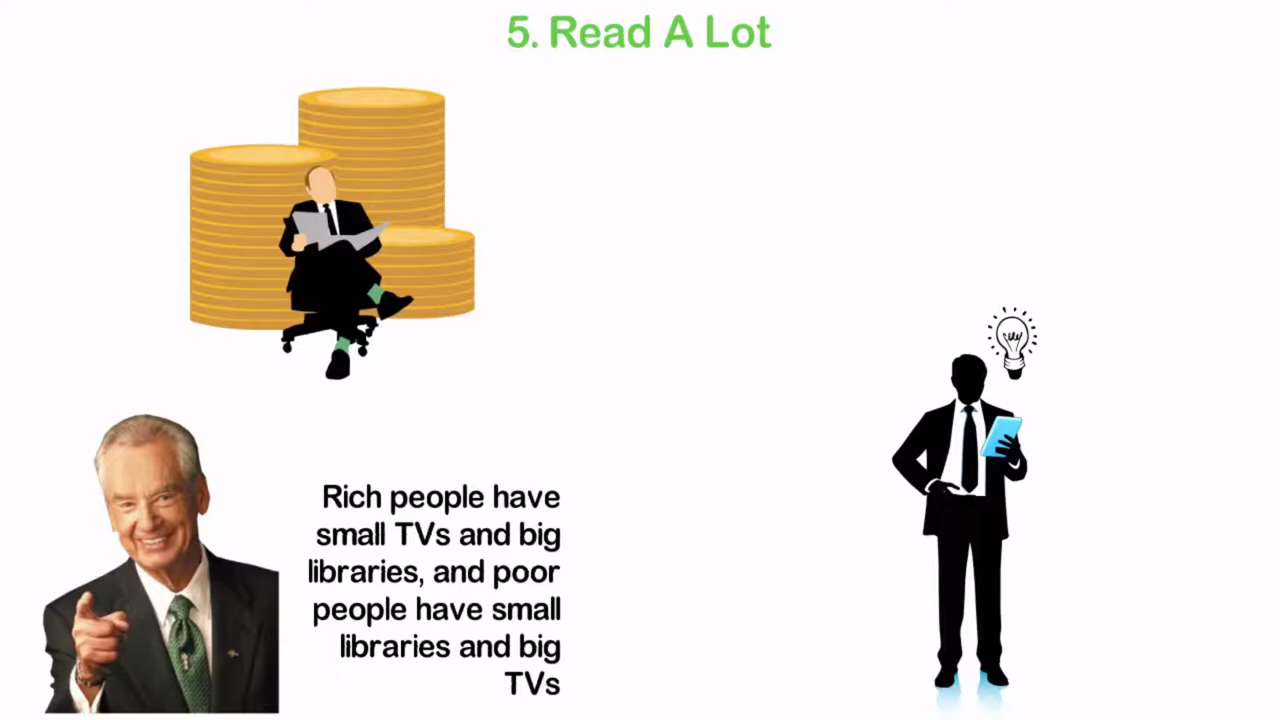 5. Read A Lot
Rich people have
small TVs and big
libraries, and poor
people have small
libraries and big
TVs